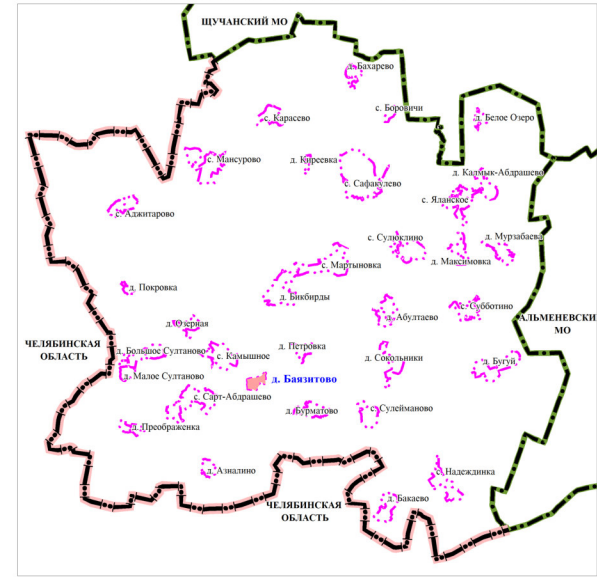 ЩУЧАНСКИЙ МО
д. Бахарево
с. Боровичи
с. Карасево
д. Белое Озеро
с. Мансурово
д. Киреевка
д. Калмык-Абдрашево
с. Сафакулево
с. Яланское
с. Аджитарово
с. Сулюклино
д. Мурзабаева
с. Мартыновка
д. Максимовка
д. Покровка
д. Бикбирды
с. Субботино
д. Абултаево
АЛЬМЕНЕВСКИ
МО
д. Озерная
ЧЕЛЯБИНСКАЯ
ОБЛАСТЬ
д. Большое Султаново
с. Камышное
д. Петровка
д. Сокольники
д. Бугуй
д. Малое Султаново
д. Баязитово
с. Сарт-Абдрашево
д. Бурматово
с. Сулейманово
д. Преображенка
д. Азналино
с. Надеждинка
д. Бакаево
ЧЕЛЯБИНСКАЯ
ОБЛАСТЬ